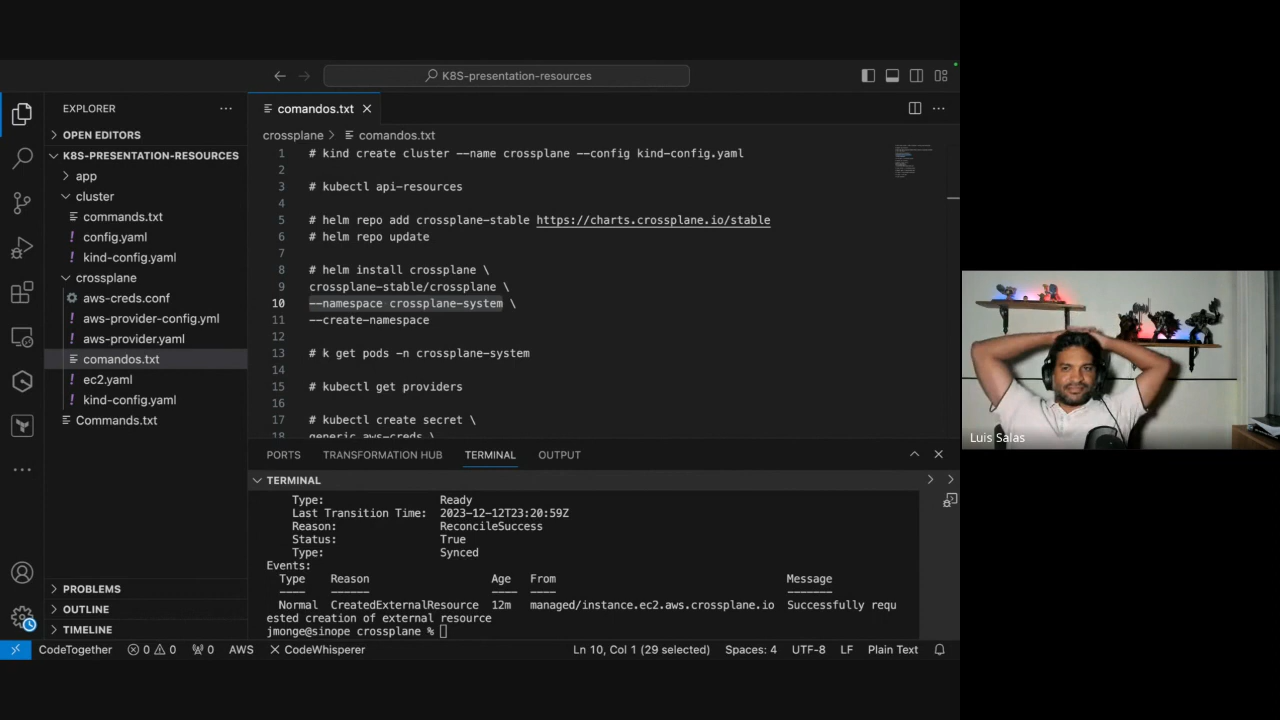 K8S-presentation-resources
EXPLORER
OPEN EDITORS
K8S-PRESENTATION-RESOURCES
app
cluster
commands.txt
config.yaml
kind-config.yaml
crossplane
aws-creds.conf
aws-provider-config.yml
aws-provider.yaml
comandos.txt
ec2.yaml
kind-config.yaml
Commands.txt
PROBLEMS
OUTLINE
TIMELINE
comandos.txt
crossplane > comandos.txt
1 # kind create cluster --name crossplane --config kind-config.yaml
2
3 # kubectl api-resources
4
5 # helm repo add crossplane-stable https://charts.crossplane.io/stable
6 # helm repo update
7
8 # helm install crossplane \
9 crossplane-stable/crossplane \
10 --namespace crossplane-system \
11 --create-namespace
12
13 # k get pods -n crossplane-system
14
15 # kubectl get providers
16
17 # kubectl create secret \
18 generic aws-creds \
PORTS TRANSFORMATION HUB TERMINAL OUTPUT
TERMINAL
Type: Ready
Last Transition Time: 2023-12-12T23:20:59Z
Reason: ReconcileSuccess
Status: True
Type: Synced
Events:
Type Reason Age From Message
---- ------ ---- ---- -------
Normal CreatedExternalResource 12m managed/instance.ec2.aws.crossplane.io Successfully requ
ested creation of external resource
jmonge@sinope crossplane %
CodeTogether 0 0 0 AWS CodeWhisperer Ln 10, Col 1 (29 selected) Spaces: 4 UTF-8 LF Plain Text
Luis Salas